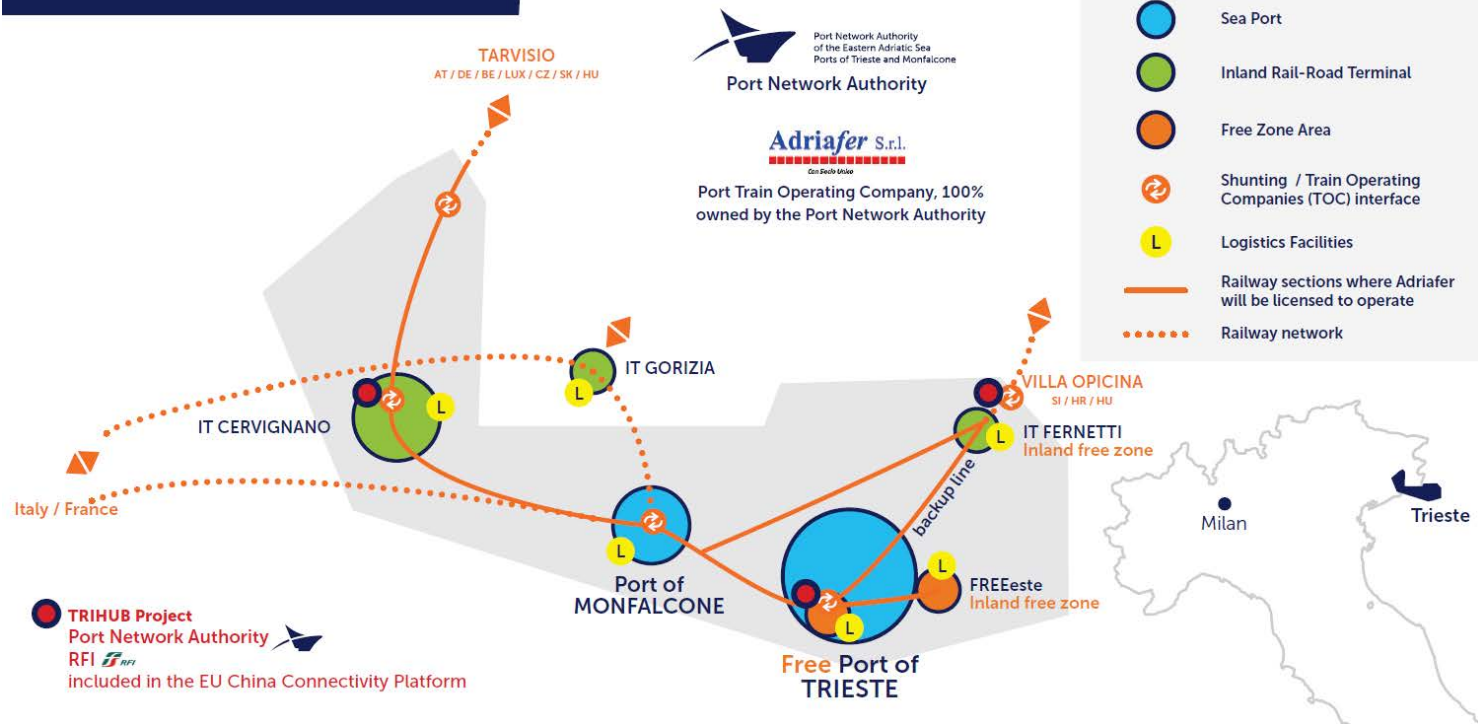 TARVISIO
AT / DE / BE / LUX / CZ / SK / HU
Port Network Authority
of the Eastern Adriatic Sea
Ports of Trieste and Monfalcone
Port Network Authority
Adriafer S.r.l.
Con Socio Unico
Port Train Operating Company, 100%
owned by the Port Network Authority
Sea Port
Inland Rail-Road Terminal
Free Zone Area
Shunting / Train Operating
Companies (TOC) interface
L
Logistics Facilities
Railway sections where Adriafer
will be licensed to operate
Railway network
IT GORIZIA
L
IT CERVIGNANO
L
Italy / France
VILLA OPICINA
SI / HR / HU
IT FERNETTI
L
Inland free zone
backup line
L
Port of
MONFALCONE
L
FREEeste
Inland free zone
L
Free Port of
TRIESTE
Milan
Trieste
TRIHUB Project
Port Network Authority
RFI RFI
included in the EU China Connectivity Platform